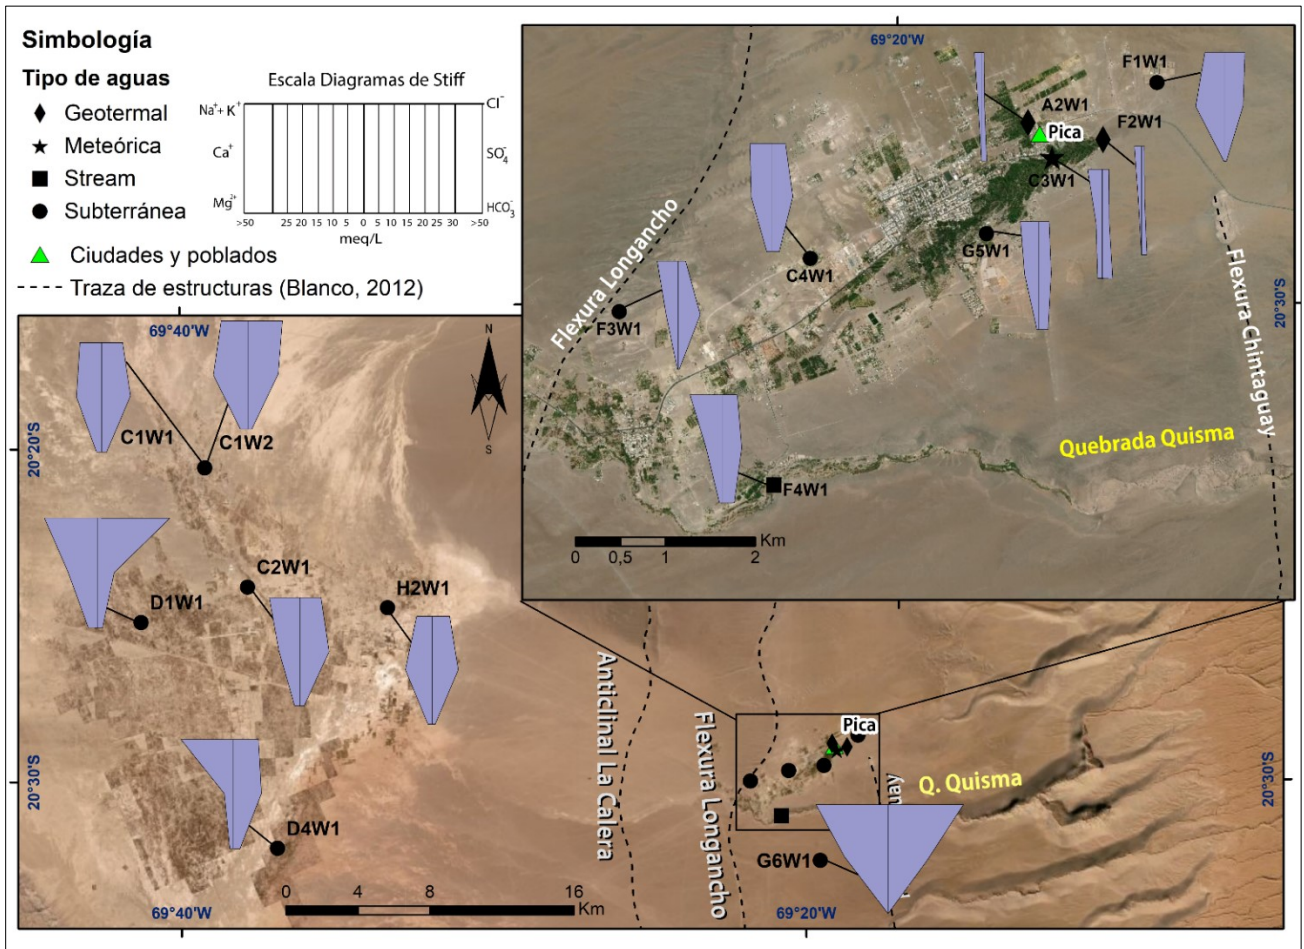 Simbología
Tipo de aguas
Geotermal
Meteórica
Stream
Subterránea
Ciudades y poblados
Traza de estructuras (Blanco, 2012)
Escala Diagramas de Stiff
Na⁺+ K⁺
Cl⁻
Ca⁺
SO₄⁻
Mg²⁺
HCO₃⁻
>50 25 20 15 10 5 0 5 10 15 20 25 30 >50
meq/L
69°20'W
F1W1
A2W1
Pica
F2W1
C3W1
G5W1
C4W1
F3W1
Flexura Longancho
Flexura Chintaguay
20°30'S
Quebrada Quisma
F4W1
Km
0 0,5 1 2
69°40'W
N
S
C1W1
C1W2
20°20'S
C2W1
H2W1
D1W1
D4W1
20°30'S
Anticlinal La Calera
Flexura Longancho
Pica
Q. Quisma
uay
20°30'S
G6W1
0 4 8 16
Km
69°40'W
69°20'W